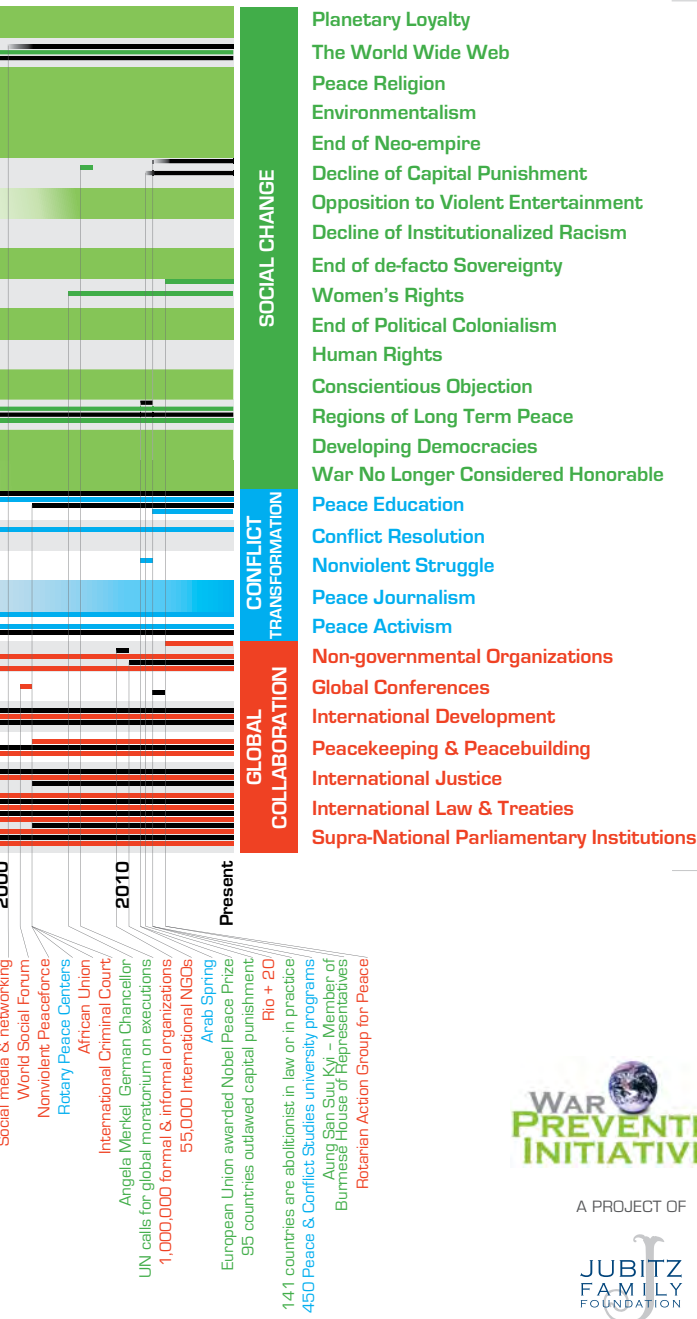 Planetary Loyalty
The World Wide Web
Peace Religion
Environmentalism
End of Neo-empire
Decline of Capital Punishment
Opposition to Violent Entertainment
Decline of Institutionalized Racism
End of de-facto Sovereignty
Women's Rights
End of Political Colonialism
Human Rights
Conscientious Objection
Regions of Long Term Peace
Developing Democracies
War No Longer Considered Honorable
SOCIAL CHANGE
Peace Education
Conflict Resolution
Nonviolent Struggle
Peace Journalism
Peace Activism
CONFLICT
TRANSFORMATION
Non-governmental Organizations
Global Conferences
International Development
Peacekeeping & Peacebuilding
International Justice
International Law & Treaties
Supra-National Parliamentary Institutions
GLOBAL
COLLABORATION
2000
2010
Present
Social media & networking
World Social Forum
Nonviolent Peaceforce
Rotary Peace Centers
African Union
International Criminal Court
Angela Merkel German Chancellor
UN calls for global moratorium on executions
1,000,000 formal & informal organizations
55,000 International NGOs
Arab Spring
European Union awarded Nobel Peace Prize
95 countries outlawed capital punishment
Rio + 20
141 countries are abolitionist in law or in practice
450 Peace & Conflict Studies university programs
Aung San Suu Kyi – Member of
Burmese House of Representatives
Rotarian Action Group for Peace
WAR
PREVENTI
INITIATIV
A PROJECT OF
J
JUBITZ
FAMILY
FOUNDATION